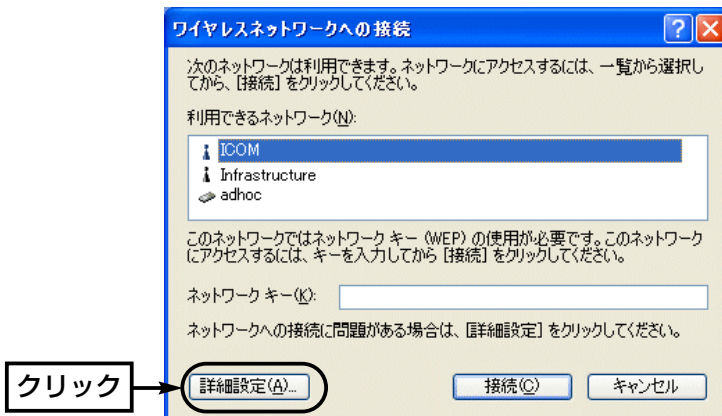 ワイヤレスネットワークへの接続
次のネットワークは利用できます。ネットワークにアクセスするには、一覧から選択し
てから、[接続] をクリックしてください。
利用できるネットワーク(N):
ICOM
Infrastructure
adhoc
このネットワークではネットワーク キー (WEP) の使用が必要です。このネットワーク
にアクセスするには、キーを入力してから [接続] をクリックしてください。
ネットワーク キー(K):
ネットワークへの接続に問題がある場合は、[詳細設定] をクリックしてください。
クリック
詳細設定(A)...
接続(C)
キャンセル